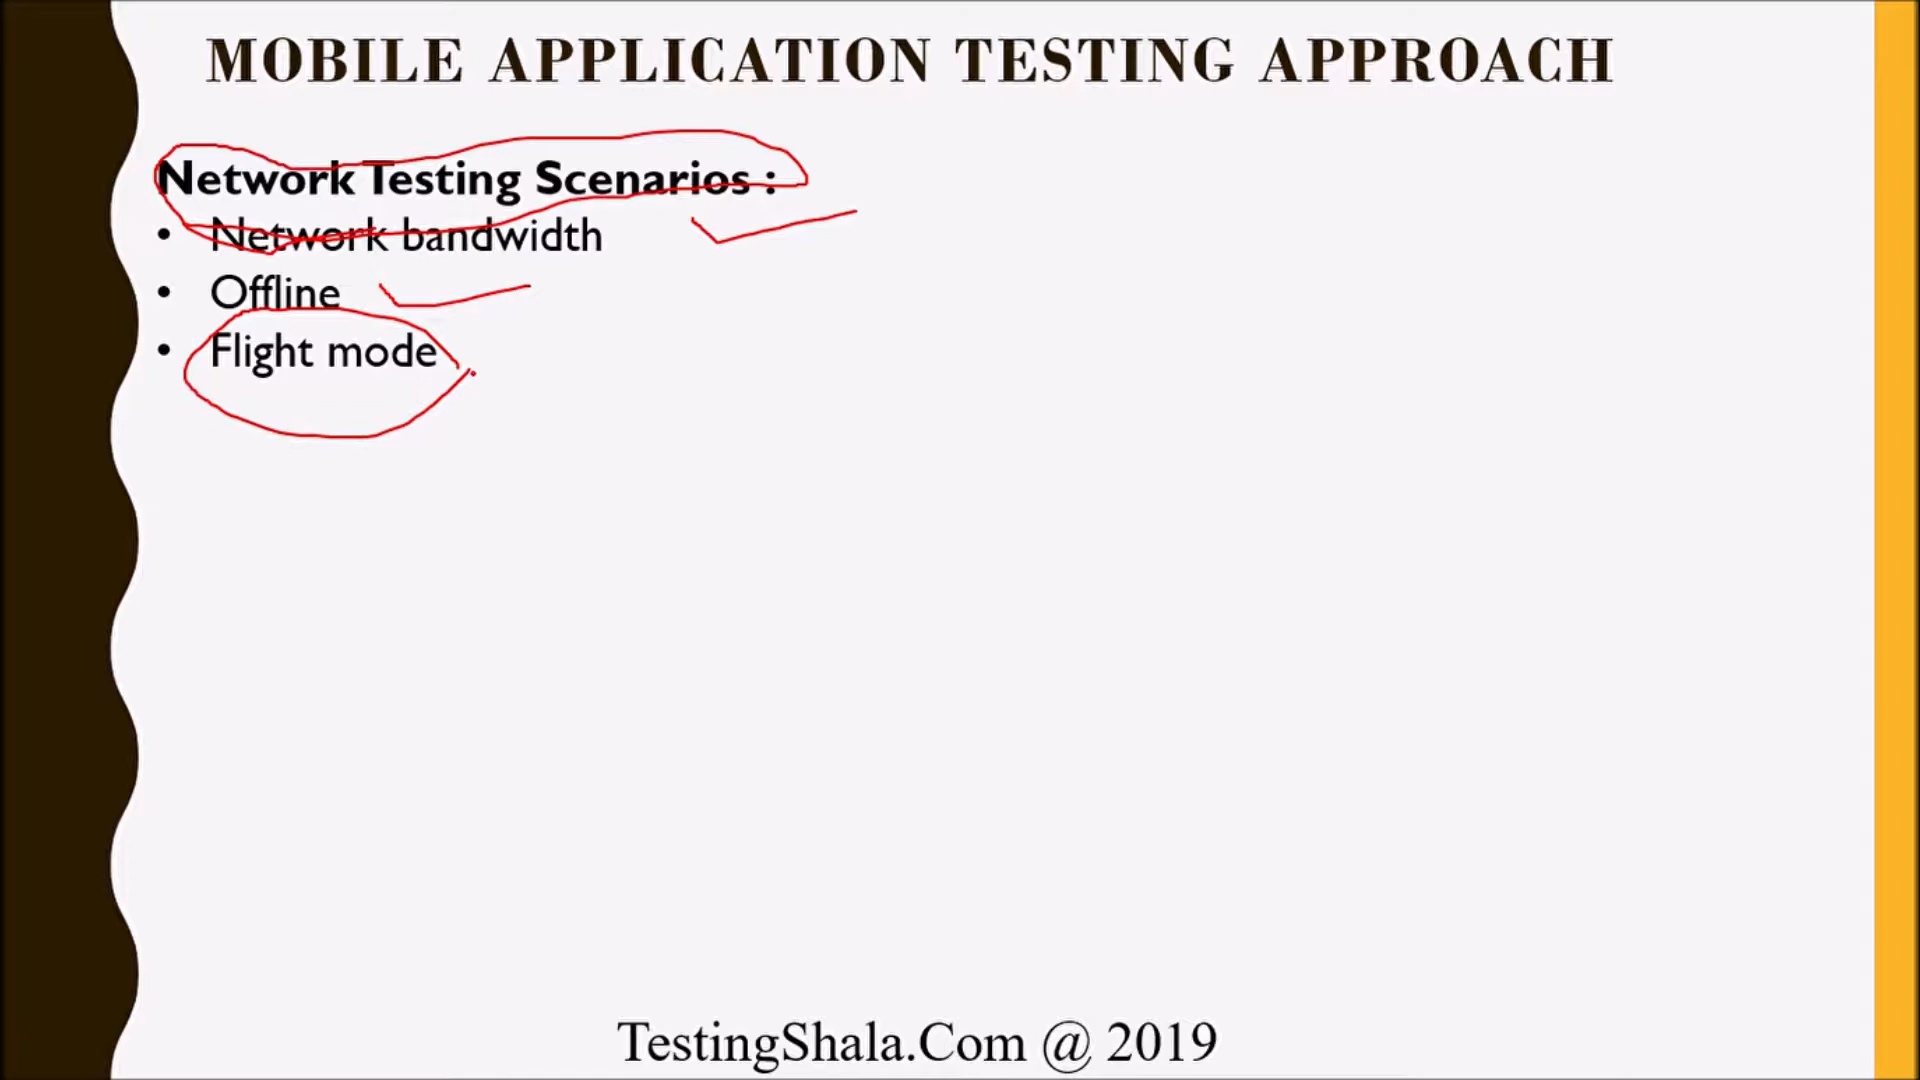 MOBILE APPLICATION TESTING APPROACH
Network Testing Scenarios :
• Network bandwidth
• Offline
• Flight mode
TestingShala.Com @ 2019